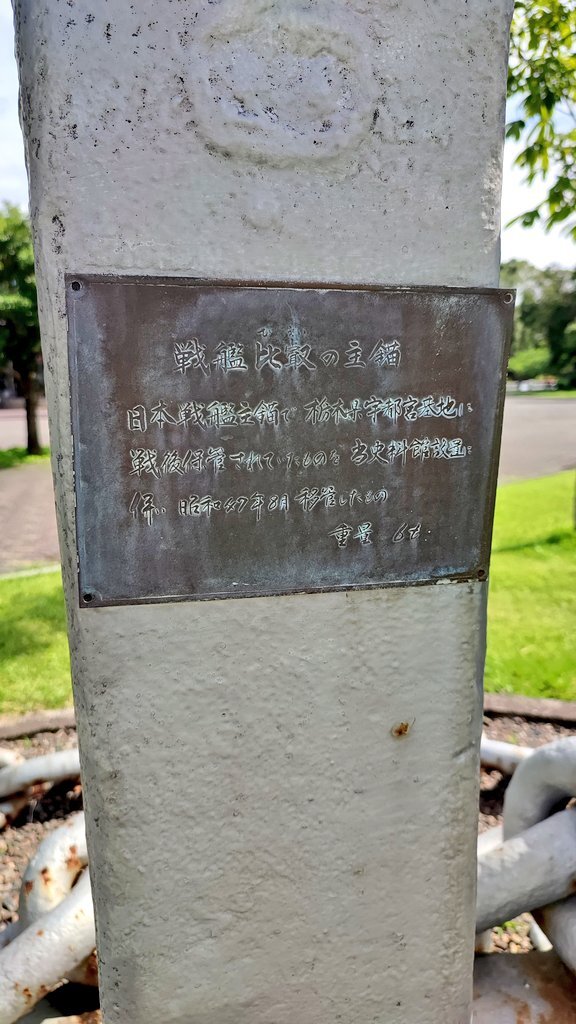 戦艦比叡の主錨
日本戦艦主錨で 栃木県宇都宮基地に
戦後保管されていたものを 当史料館設置に
併い 昭和47年8月 移管したもの
重量 6t.